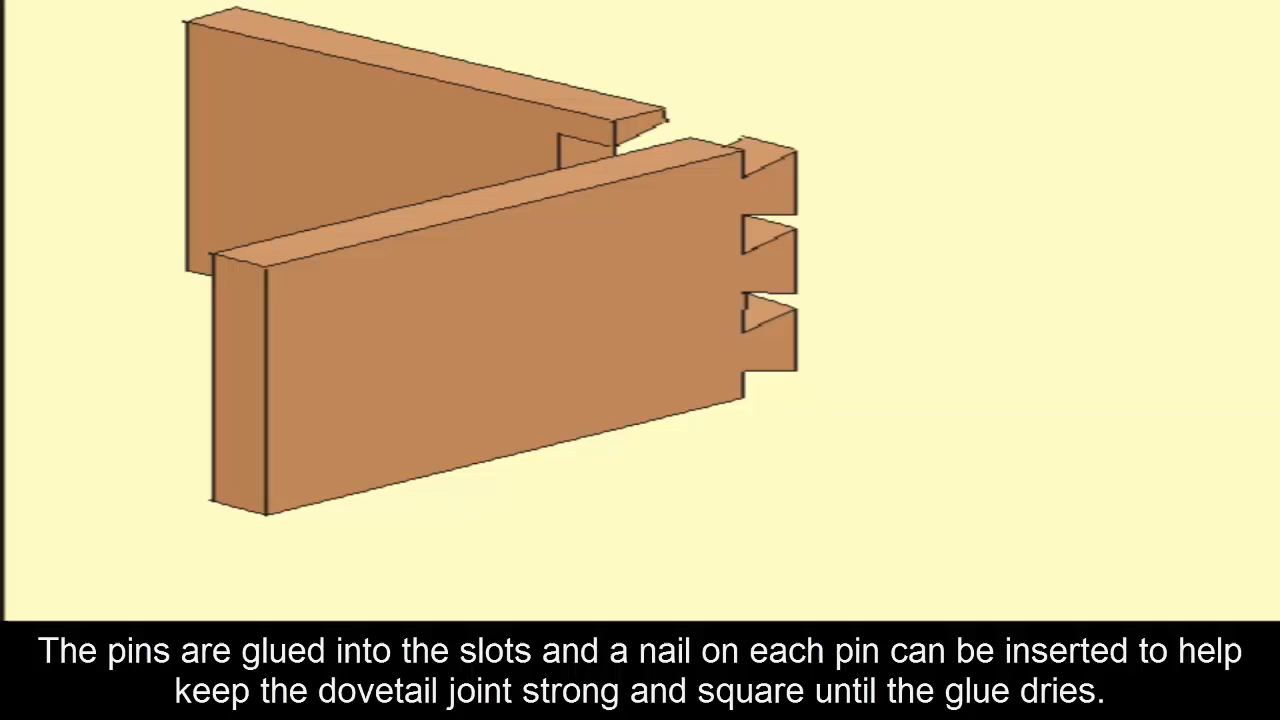 The pins are glued into the slots and a nail on each pin can be inserted to help
keep the dovetail joint strong and square until the glue dries.